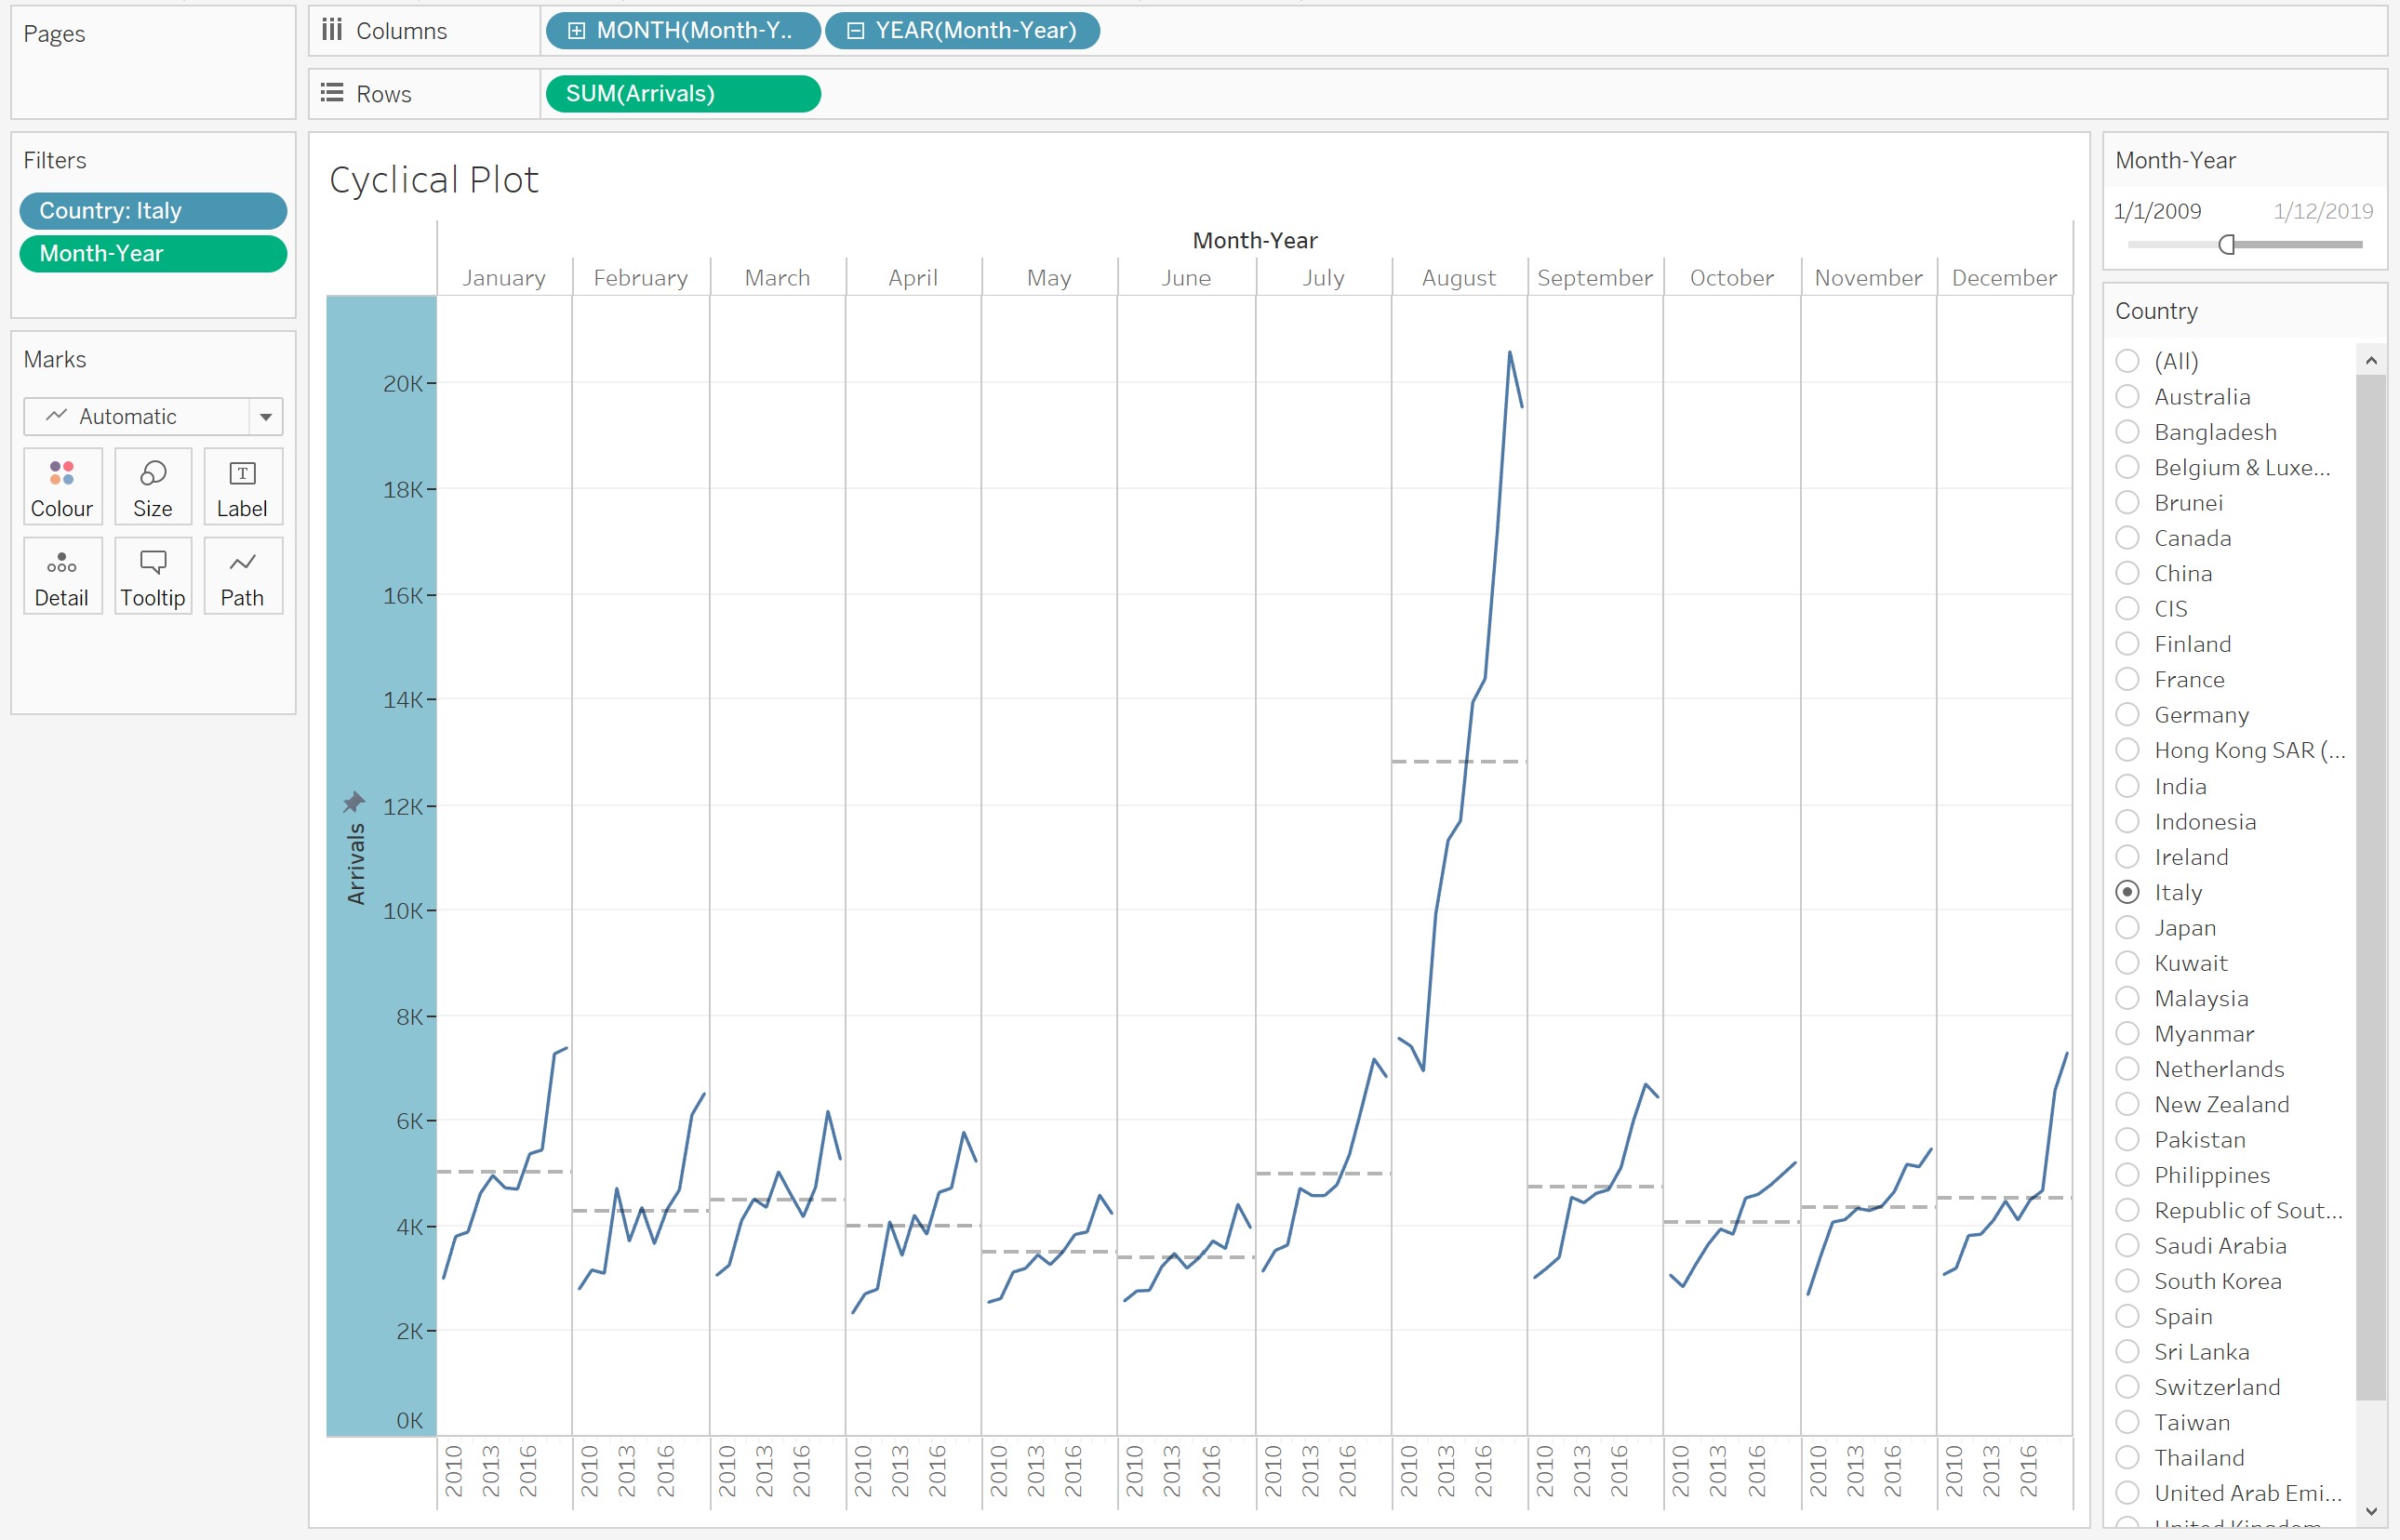 Pages
Columns
MONTH(Month-Y..
YEAR(Month-Year)
Rows
SUM(Arrivals)
Filters
Country: Italy
Month-Year
Marks
Automatic
Colour
Size
Label
Detail
Tooltip
Path
Cyclical Plot
Month-Year
January February March April May June July August September October November December
20K
18K
16K
14K
12K
10K
8K
6K
4K
2K
0K
Arrivals
2010 2013 2016 2010 2013 2016 2010 2013 2016 2010 2013 2016 2010 2013 2016 2010 2013 2016 2010 2013 2016 2010 2013 2016 2010 2013 2016 2010 2013 2016 2010 2013 2016 2010 2013 2016
Month-Year
1/1/2009 1/12/2019
Country
(All)
Australia
Bangladesh
Belgium & Luxe...
Brunei
Canada
China
CIS
Finland
France
Germany
Hong Kong SAR (...
India
Indonesia
Ireland
Italy
Japan
Kuwait
Malaysia
Myanmar
Netherlands
New Zealand
Pakistan
Philippines
Republic of Sout...
Saudi Arabia
South Korea
Spain
Sri Lanka
Switzerland
Taiwan
Thailand
United Arab Emi...
United Kingdom